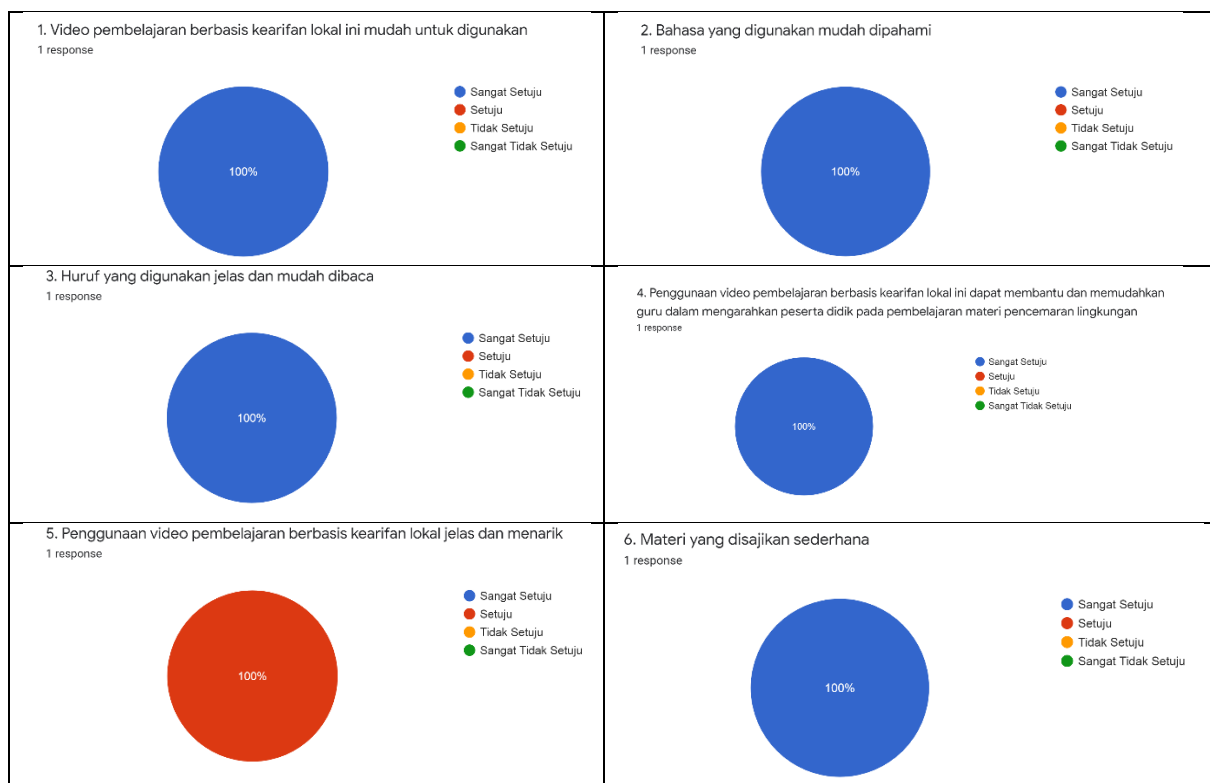 1. Video pembelajaran berbasis kearifan lokal ini mudah untuk digunakan
1 response
Sangat Setuju
Setuju
Tidak Setuju
Sangat Tidak Setuju
100%
2. Bahasa yang digunakan mudah dipahami
1 response
Sangat Setuju
Setuju
Tidak Setuju
Sangat Tidak Setuju
100%
3. Huruf yang digunakan jelas dan mudah dibaca
1 response
Sangat Setuju
Setuju
Tidak Setuju
Sangat Tidak Setuju
100%
4. Penggunaan video pembelajaran berbasis kearifan lokal ini dapat membantu dan memudahkan
guru dalam mengarahkan peserta didik pada pembelajaran materi pencemaran lingkungan
1 response
Sangat Setuju
Setuju
Tidak Setuju
Sangat Tidak Setuju
100%
5. Penggunaan video pembelajaran berbasis kearifan lokal jelas dan menarik
1 response
Sangat Setuju
Setuju
Tidak Setuju
Sangat Tidak Setuju
100%
6. Materi yang disajikan sederhana
1 response
Sangat Setuju
Setuju
Tidak Setuju
Sangat Tidak Setuju
100%